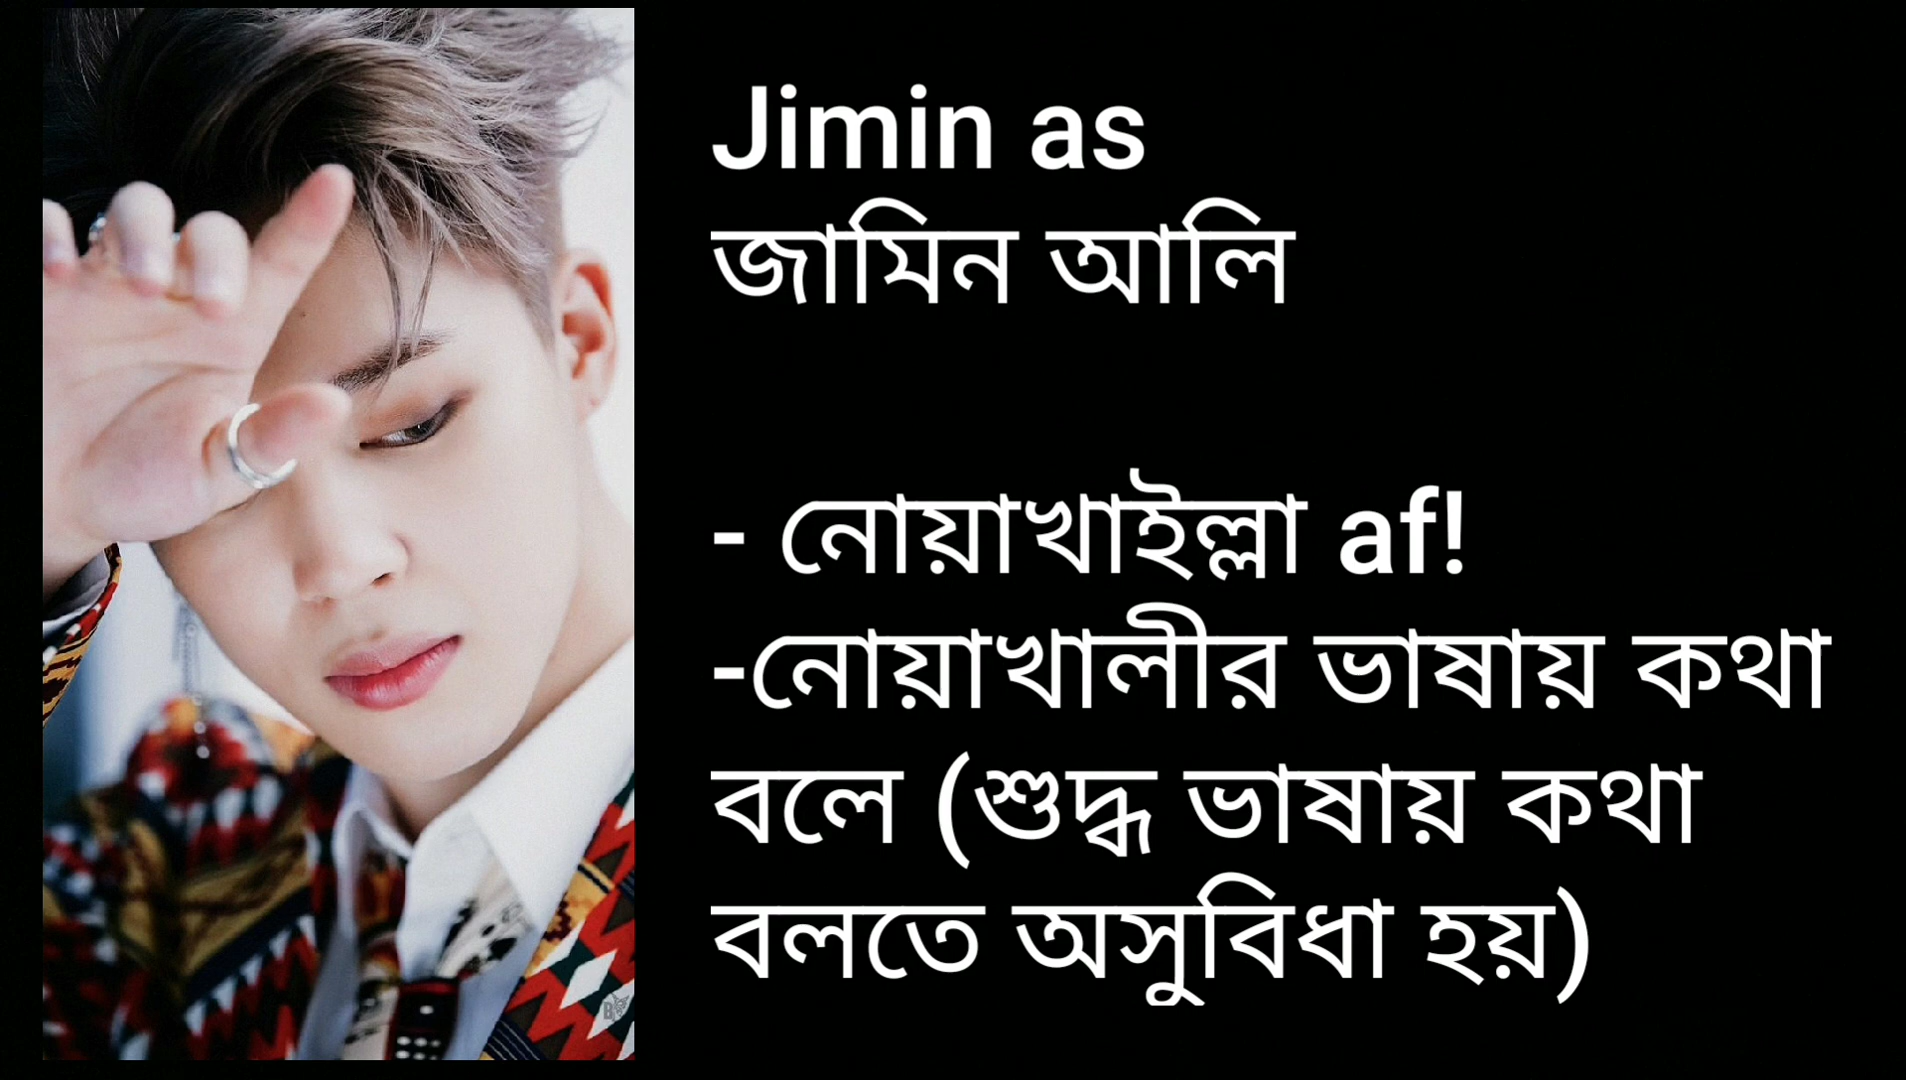 Jimin as
জামিন আলি
- নোয়াখাইল্লা af!
-নোয়াখালীর ভাষায় কথা
বলে (শুদ্ধ ভাষায় কথা
বলতে অসুবিধা হয়)